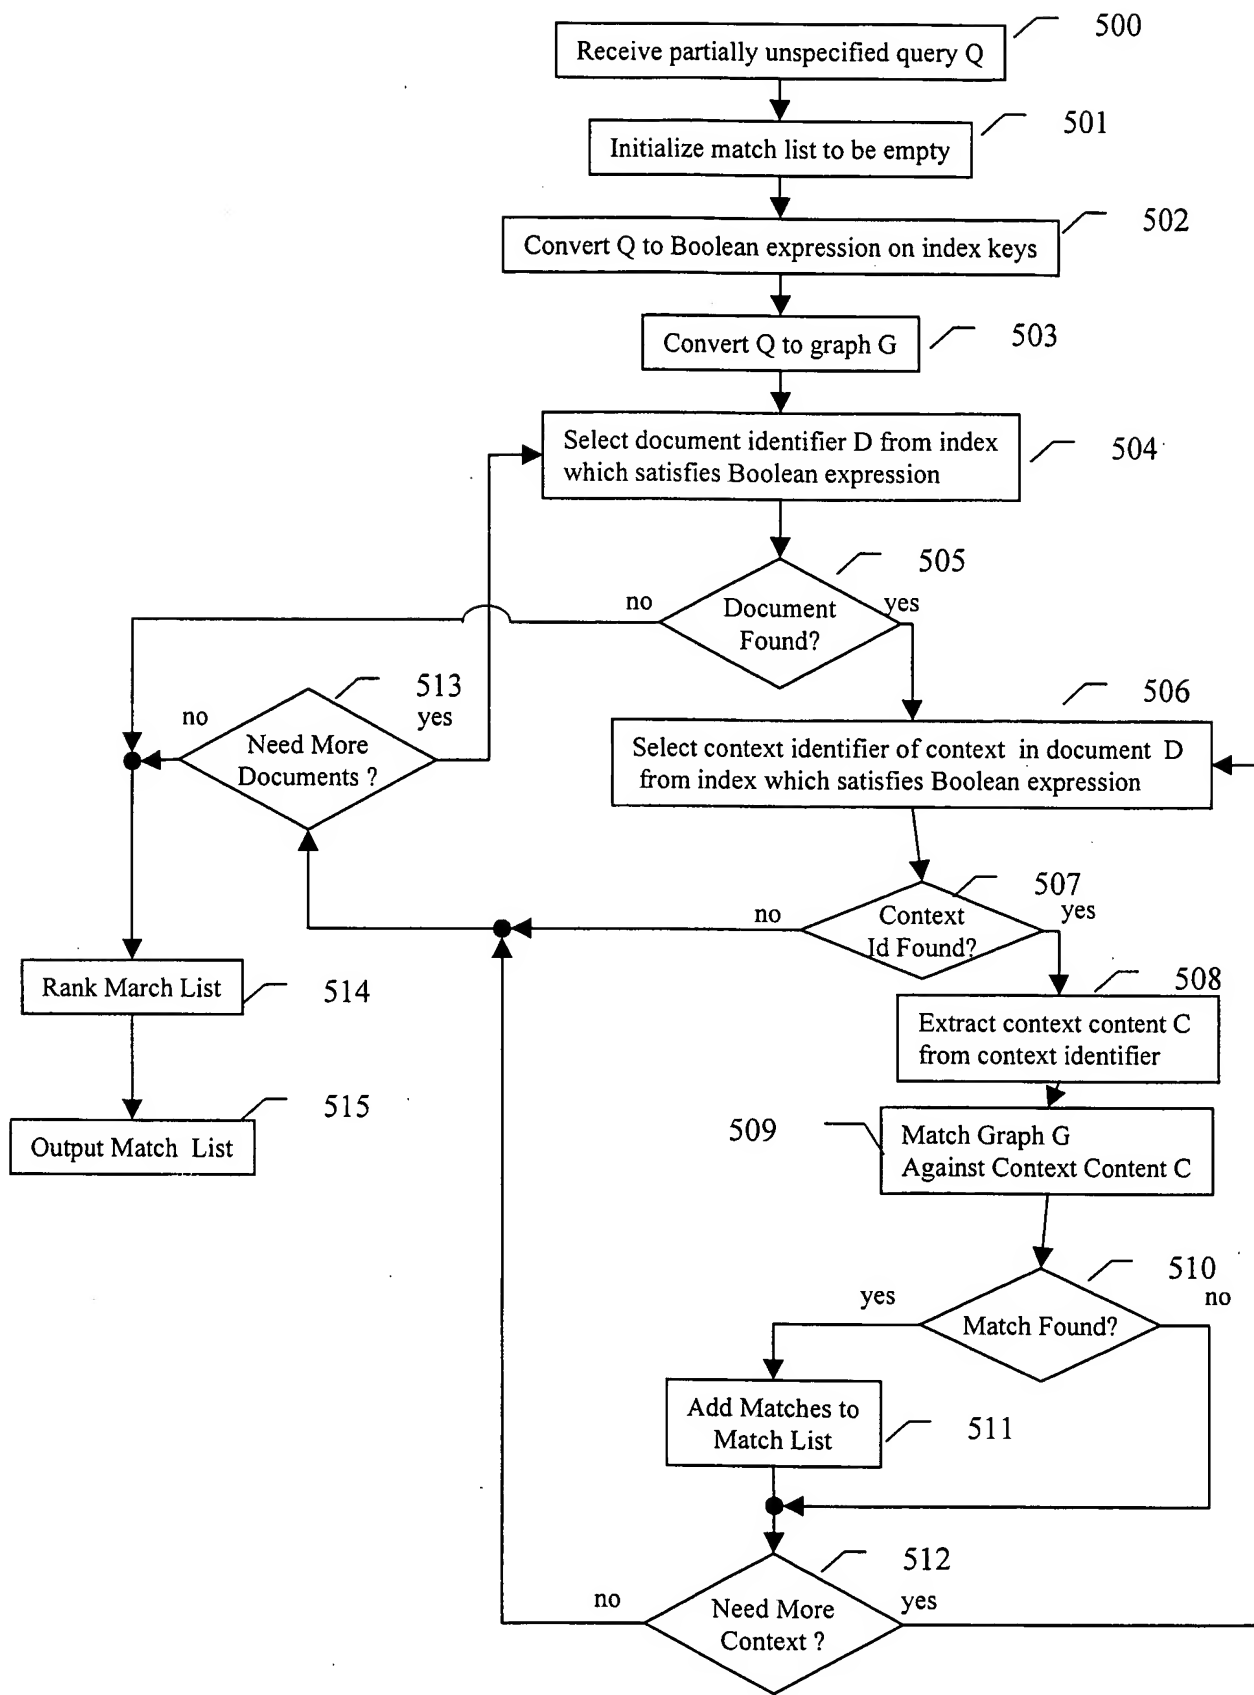 500
Receive partially unspecified query Q
501
Initialize match list to be empty
502
Convert Q to Boolean expression on index keys
503
Convert Q to graph G
504
Select document identifier D from index
which satisfies Boolean expression
505
no
yes
Document
Found?
513
no
yes
Need More
Documents ?
506
Select context identifier of context in document D
from index which satisfies Boolean expression
507
no
yes
Context
Id Found?
508
Extract context content C
from context identifier
514
Rank March List
515
Output Match List
509
Match Graph G
Against Context Content C
510
yes
no
Match Found?
511
Add Matches to
Match List
512
no
yes
Need More
Context ?